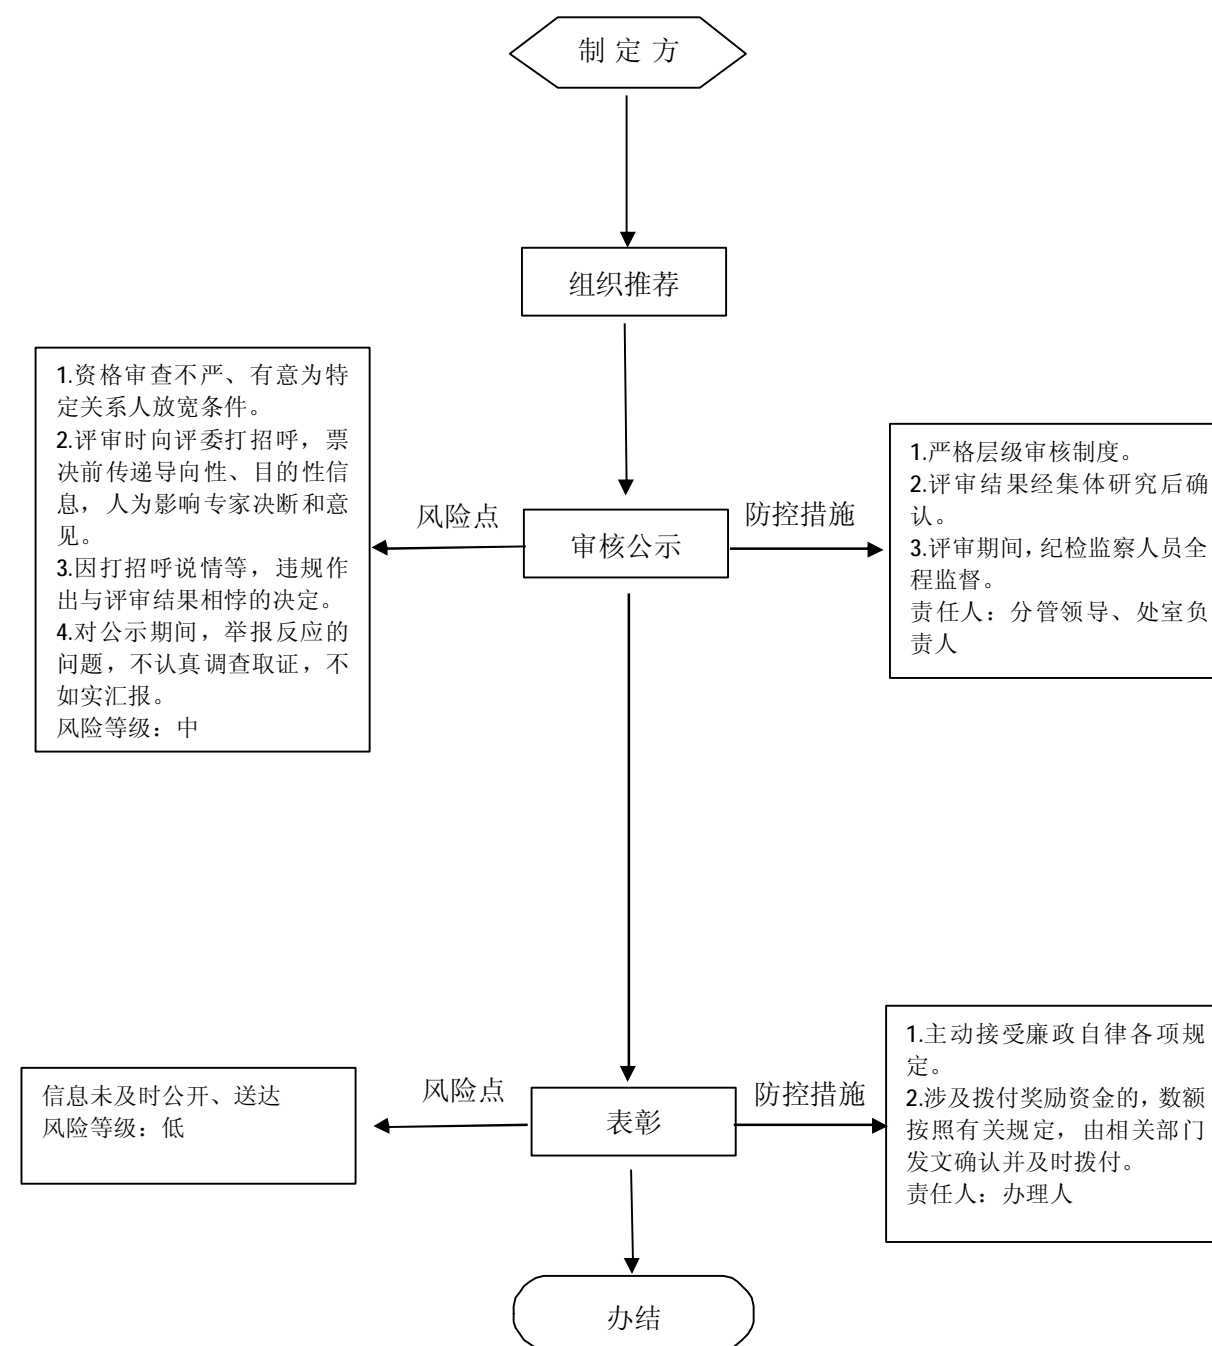 制 定 方
组织推荐
1.资格审查不严、有意为特
定关系人放宽条件。
2.评审时向评委打招呼，票
决前传递导向性、目的性信
息，人为影响专家决断和意
见。
3.因打招呼说情等，违规作
出与评审结果相悖的决定。
4.对公示期间，举报反应的
问题，不认真调查取证，不
如实汇报。
风险等级：中
风险点
审核公示
防控措施
1.严格层级审核制度。
2.评审结果经集体研究后确
认。
3.评审期间，纪检监察人员全
程监督。
责任人：分管领导、处室负
责人
信息未及时公开、送达
风险等级：低
风险点
表彰
防控措施
1.主动接受廉政自律各项规
定。
2.涉及拨付奖励资金的，数额
按照有关规定，由相关部门
发文确认并及时拨付。
责任人：办理人
办结